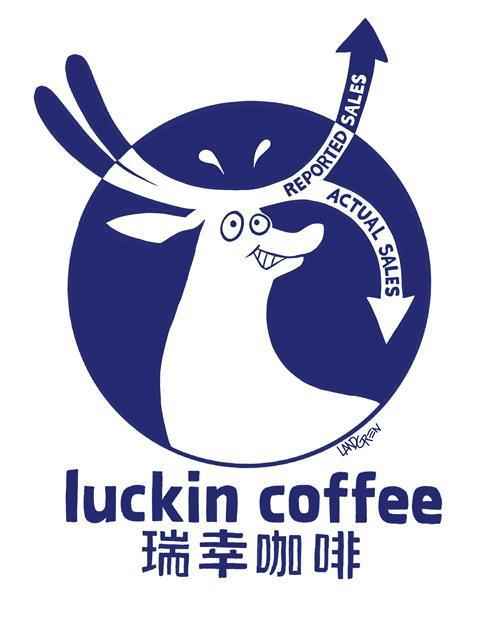 REPORTED SALES
ACTUAL SALES
LANDGREN
luckin coffee
瑞幸咖啡